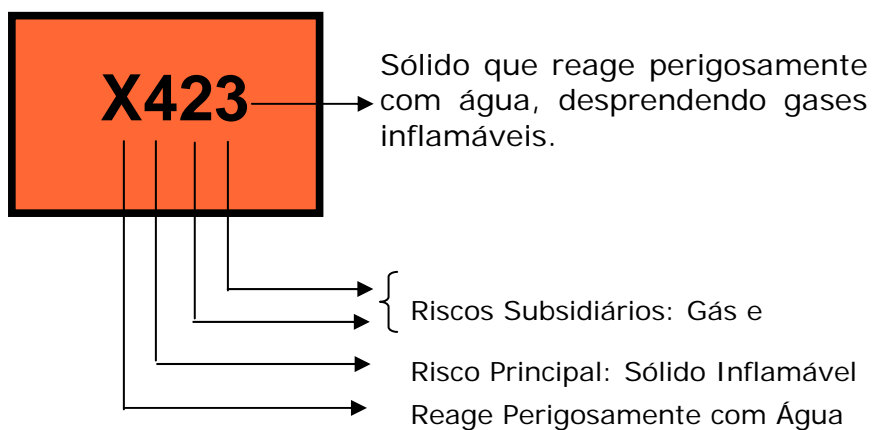 X423
Sólido que reage perigosamente
com água, desprendendo gases
inflamáveis.
Riscos Subsidiários: Gás e
Risco Principal: Sólido Inflamável
Reage Perigosamente com Água